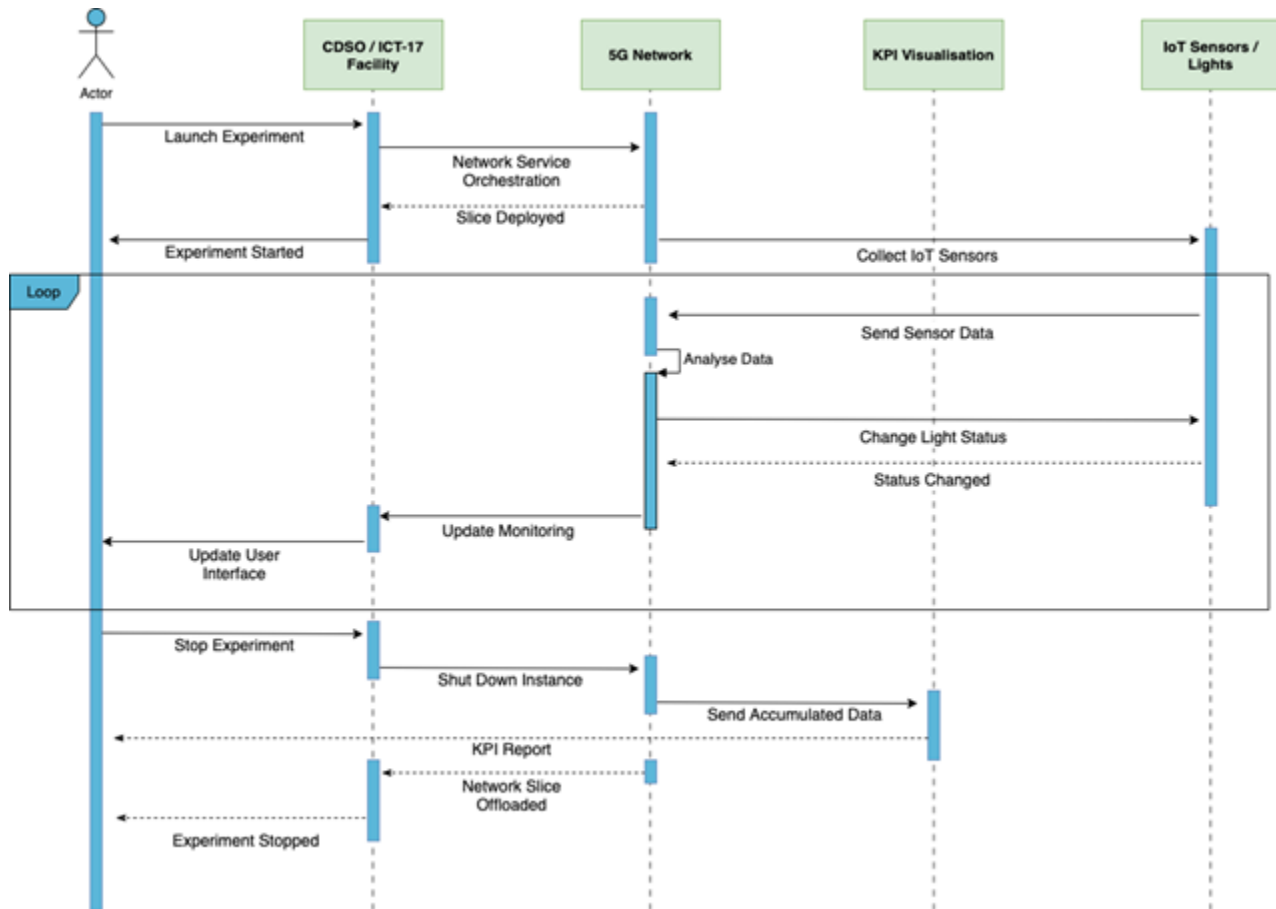 CDSO / ICT-17
Facility
5G Network
KPI Visualisation
IoT Sensors /
Lights
Actor
Launch Experiment
Network Service
Orchestration
Slice Deployed
Experiment Started
Collect IoT Sensors
Loop
Send Sensor Data
Analyse Data
Change Light Status
Status Changed
Update Monitoring
Update User
Interface
Stop Experiment
Shut Down Instance
Send Accumulated Data
KPI Report
Network Slice
Offloaded
Experiment Stopped